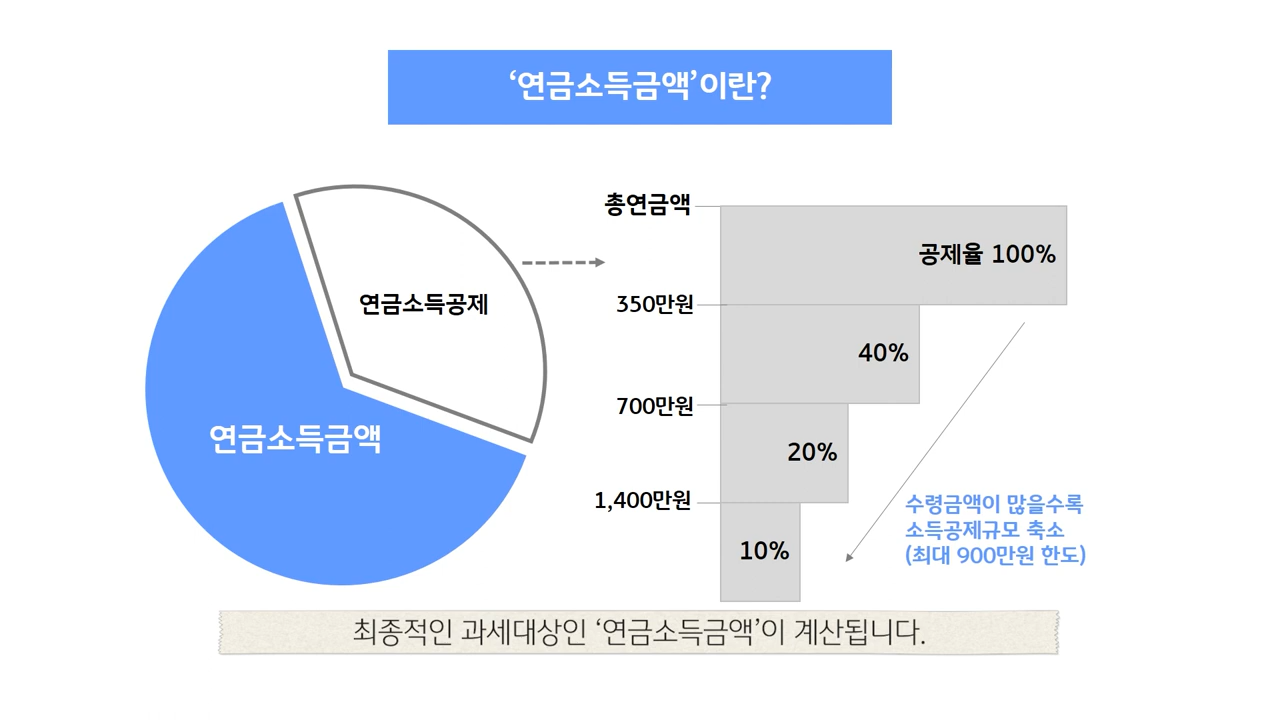 ‘연금소득금액’이란?
연금소득공제
연금소득금액
총연금액
공제율 100%
350만원
40%
700만원
20%
1,400만원
10%
수령금액이 많을수록
소득공제규모 축소
(최대 900만원 한도)
최종적인 과세대상인 ‘연금소득금액’이 계산됩니다.